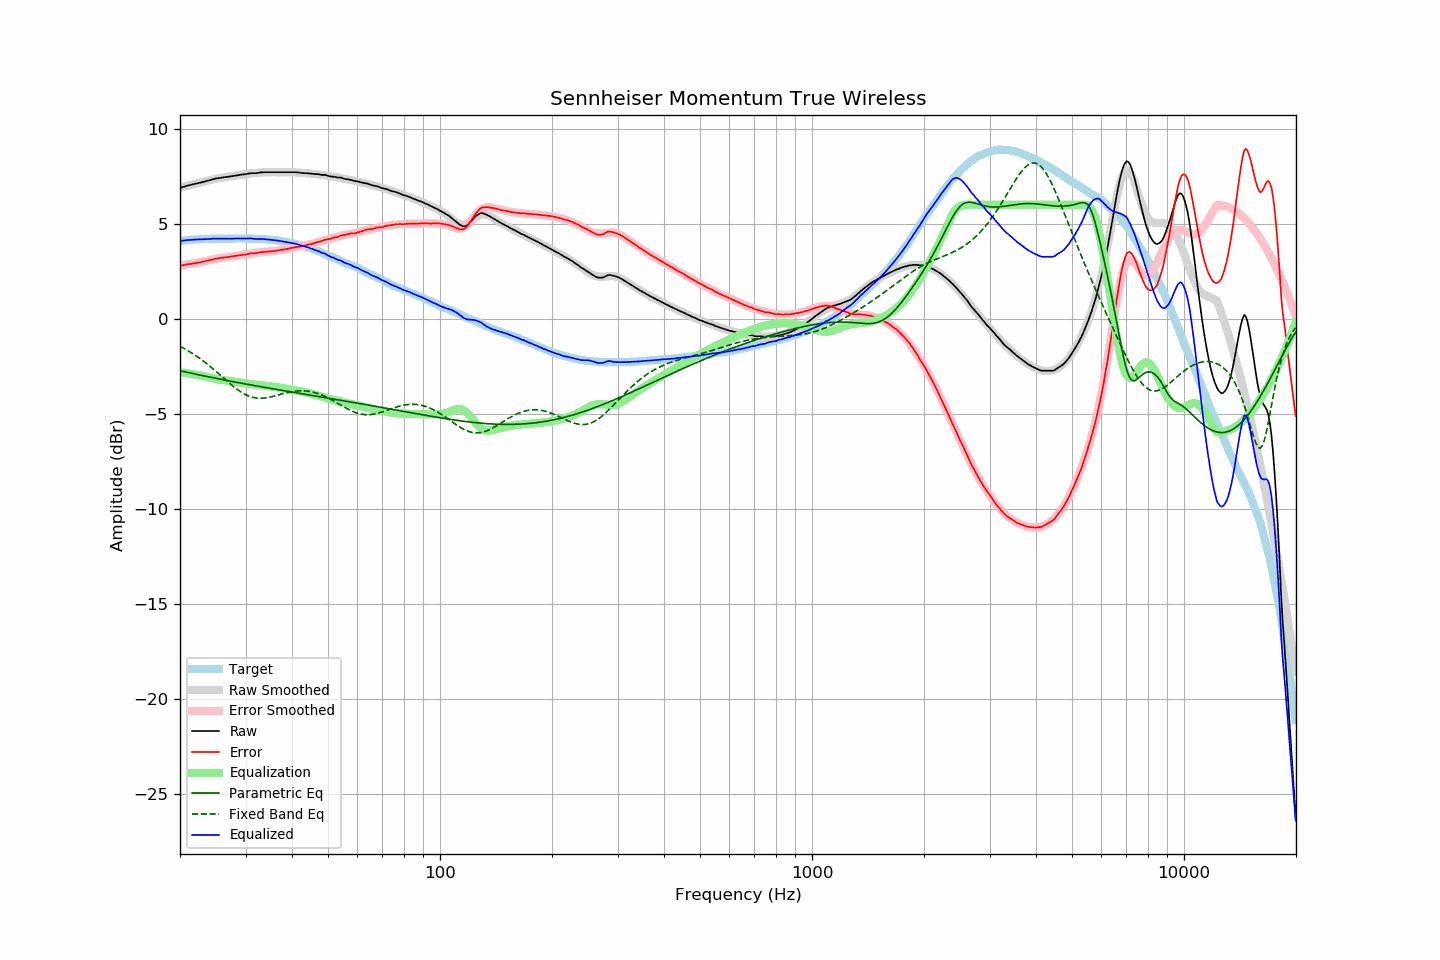 Sennheiser Momentum True Wireless
Amplitude (dBr)
10
5
0
−5
−10
−15
−20
−25
Target
Raw Smoothed
Error Smoothed
Raw
Error
Equalization
Parametric Eq
Fixed Band Eq
Equalized
100
1000
10000
Frequency (Hz)